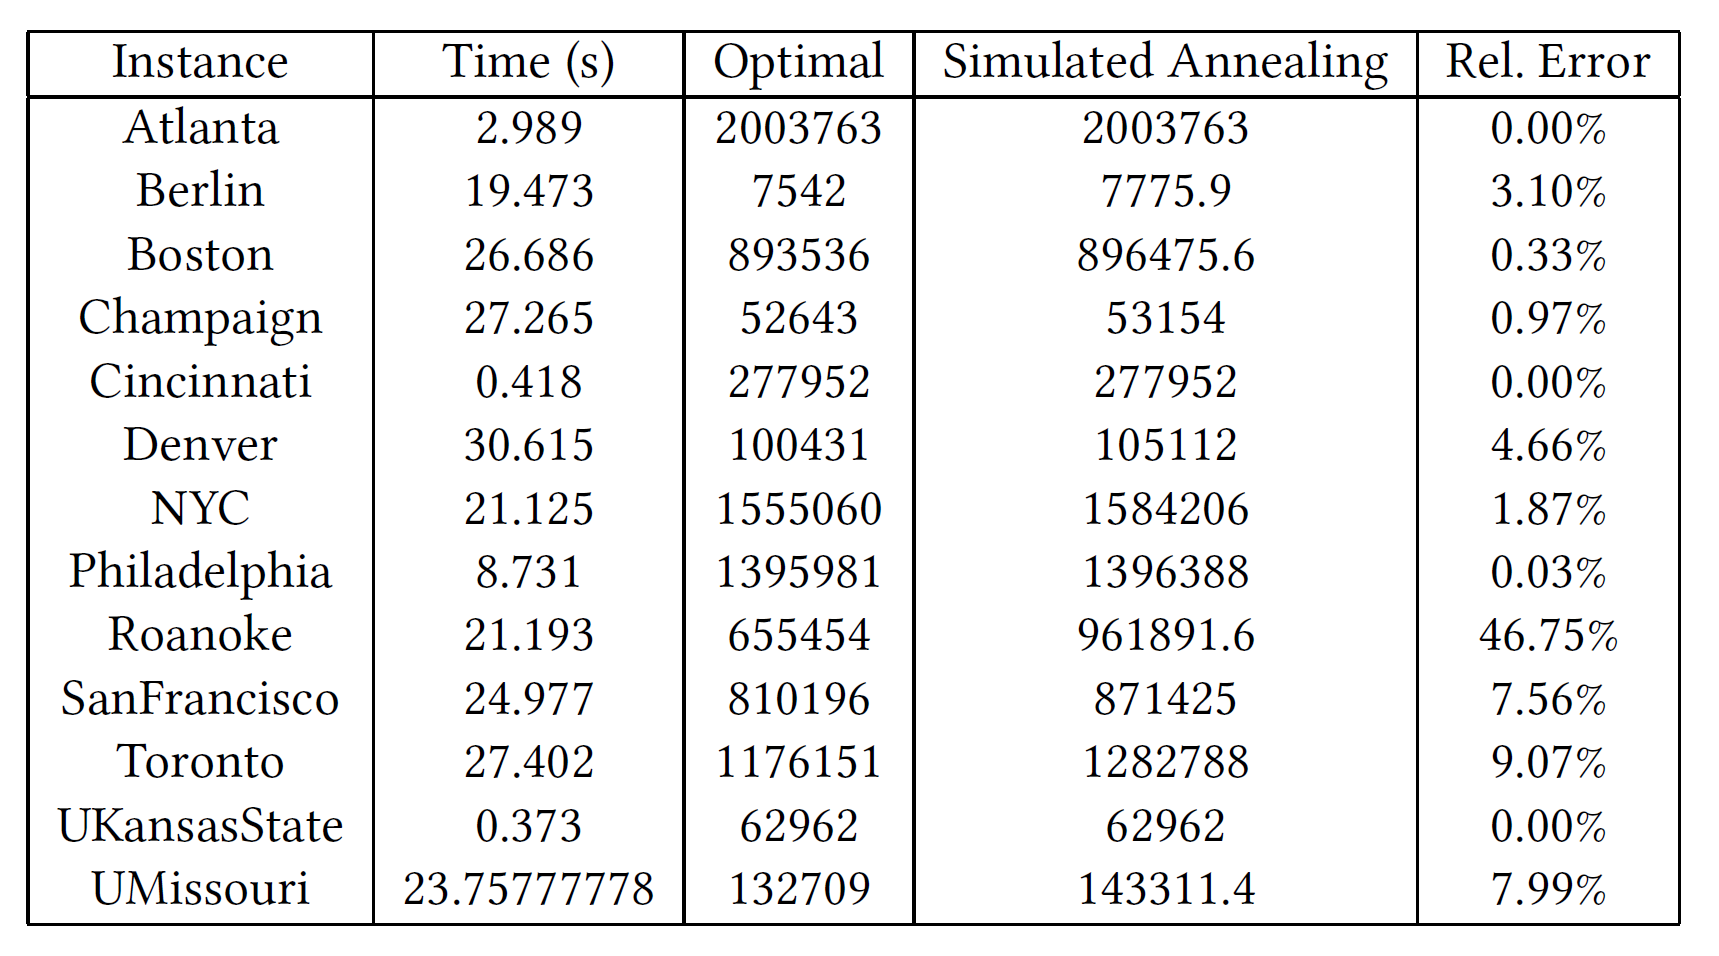 Instance Time (s) Optimal Simulated Annealing Rel. Error
Atlanta 2.989 2003763 2003763 0.00%
Berlin 19.473 7542 7775.9 3.10%
Boston 26.686 893536 896475.6 0.33%
Champaign 27.265 52643 53154 0.97%
Cincinnati 0.418 277952 277952 0.00%
Denver 30.615 100431 105112 4.66%
NYC 21.125 1555060 1584206 1.87%
Philadelphia 8.731 1395981 1396388 0.03%
Roanoke 21.193 655454 961891.6 46.75%
SanFrancisco 24.977 810196 871425 7.56%
Toronto 27.402 1176151 1282788 9.07%
UKansasState 0.373 62962 62962 0.00%
UMissouri 23.75777778 132709 143311.4 7.99%